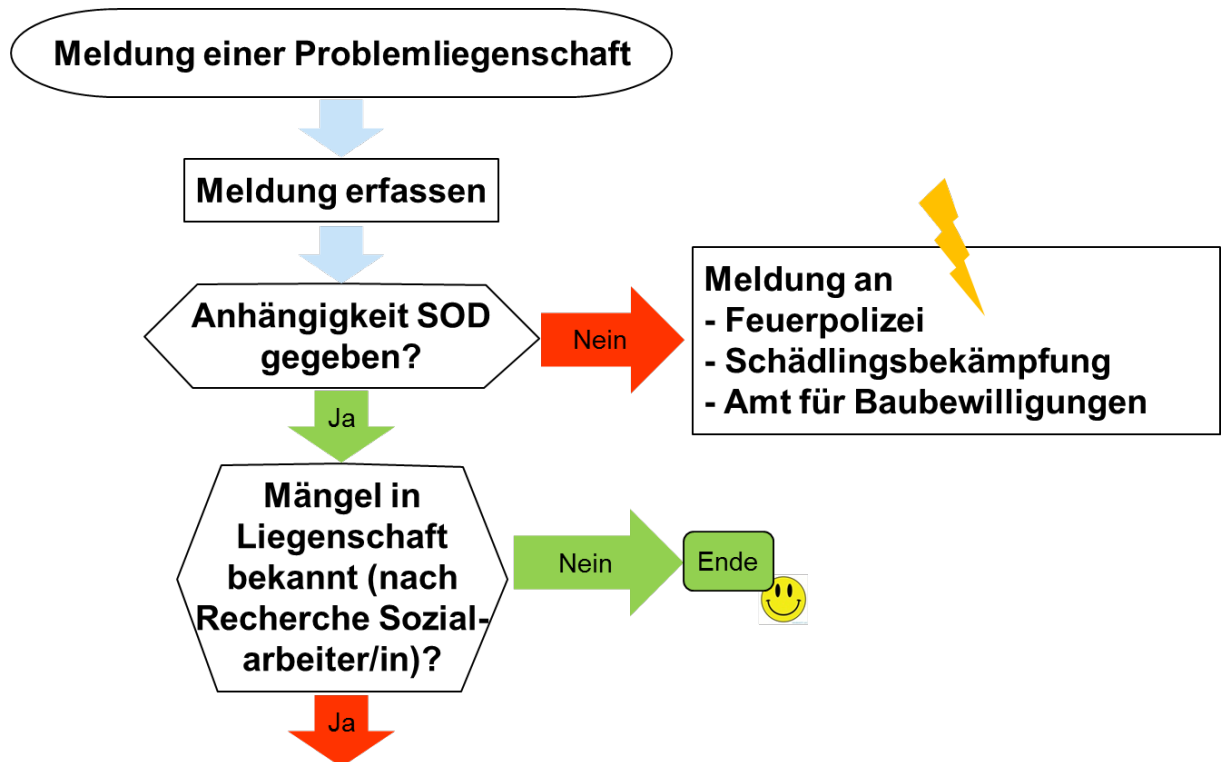 Meldung einer Problemliegenschaft
Meldung erfassen
Anhängigkeit SOD
gegeben?
Nein
Meldung an
- Feuerpolizei
- Schädlingsbekämpfung
- Amt für Baubewilligungen
Ja
Mängel in
Liegenschaft
bekannt (nach
Recherche Sozial-
arbeiter/in)?
Nein
Ende
Ja